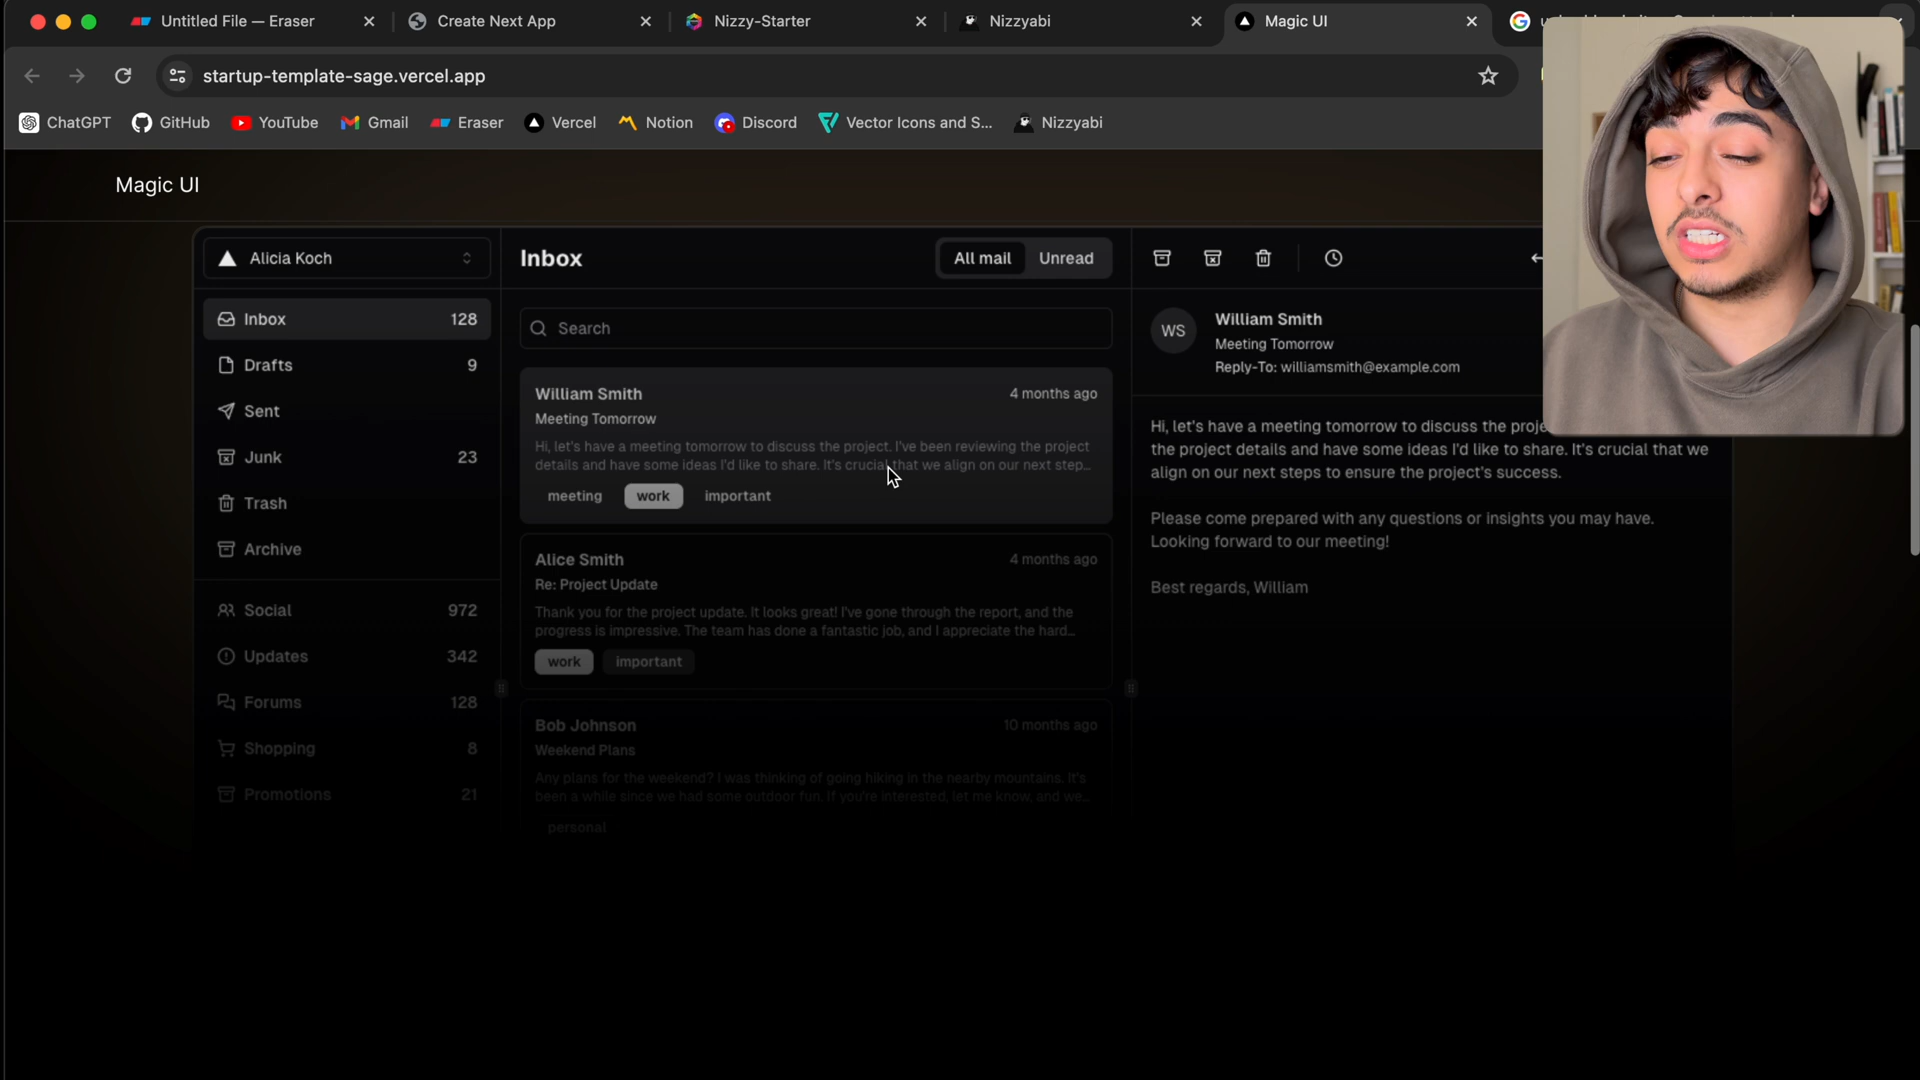 Untitled File — Eraser
Create Next App
Nizzy-Starter
Nizzyabi
Magic UI
startup-template-sage.vercel.app
ChatGPT
GitHub
YouTube
Gmail
Eraser
Vercel
Notion
Discord
Vector Icons and S...
Nizzyabi
Magic UI
Alicia Koch
Inbox 128
Drafts 9
Sent
Junk 23
Trash
Archive
Social 972
Updates 342
Forums 128
Shopping 8
Promotions 21
Inbox
All mail
Unread
Search
William Smith 4 months ago
Meeting Tomorrow
Hi, let's have a meeting tomorrow to discuss the project. I've been reviewing the project
details and have some ideas I'd like to share. It's crucial that we align on our next step...
meeting work important
Alice Smith 4 months ago
Re: Project Update
Thank you for the project update. It looks great! I've gone through the report, and the
progress is impressive. The team has done a fantastic job, and I appreciate the hard...
work important
Bob Johnson 10 months ago
Weekend Plans
Any plans for the weekend? I was thinking of going hiking in the nearby mountains. It's
been a while since we had some outdoor fun. If you're interested, let me know, and we...
personal
WS
William Smith
Meeting Tomorrow
Reply-To: williamsmith@example.com
Hi, let's have a meeting tomorrow to discuss the
the project details and have some ideas I'd like to share. It's crucial that we
align on our next steps to ensure the project's success.
Please come prepared with any questions or insights you may have.
Looking forward to our meeting!
Best regards, William